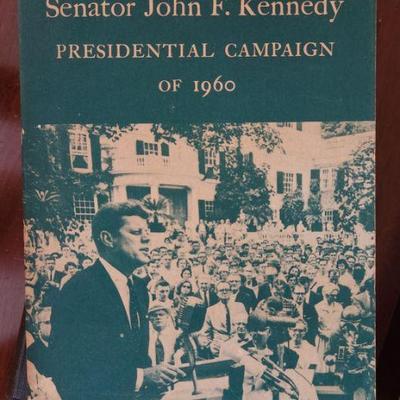 Senator John F. Kennedy
PRESIDENTIAL CAMPAIGN
OF 1960